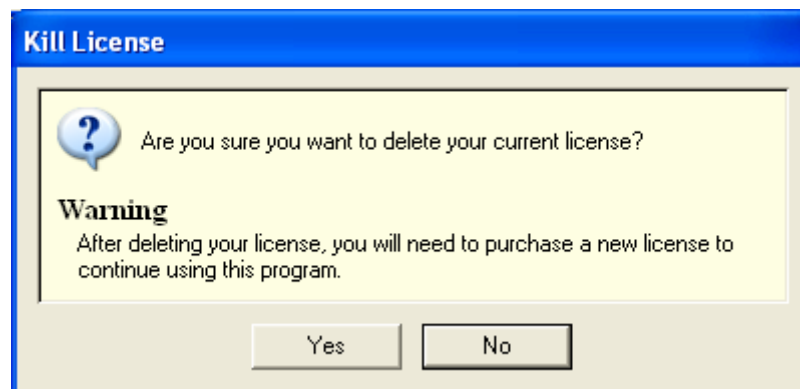 Kill License
Are you sure you want to delete your current license?
Warning
After deleting your license, you will need to purchase a new license to
continue using this program.
Yes No